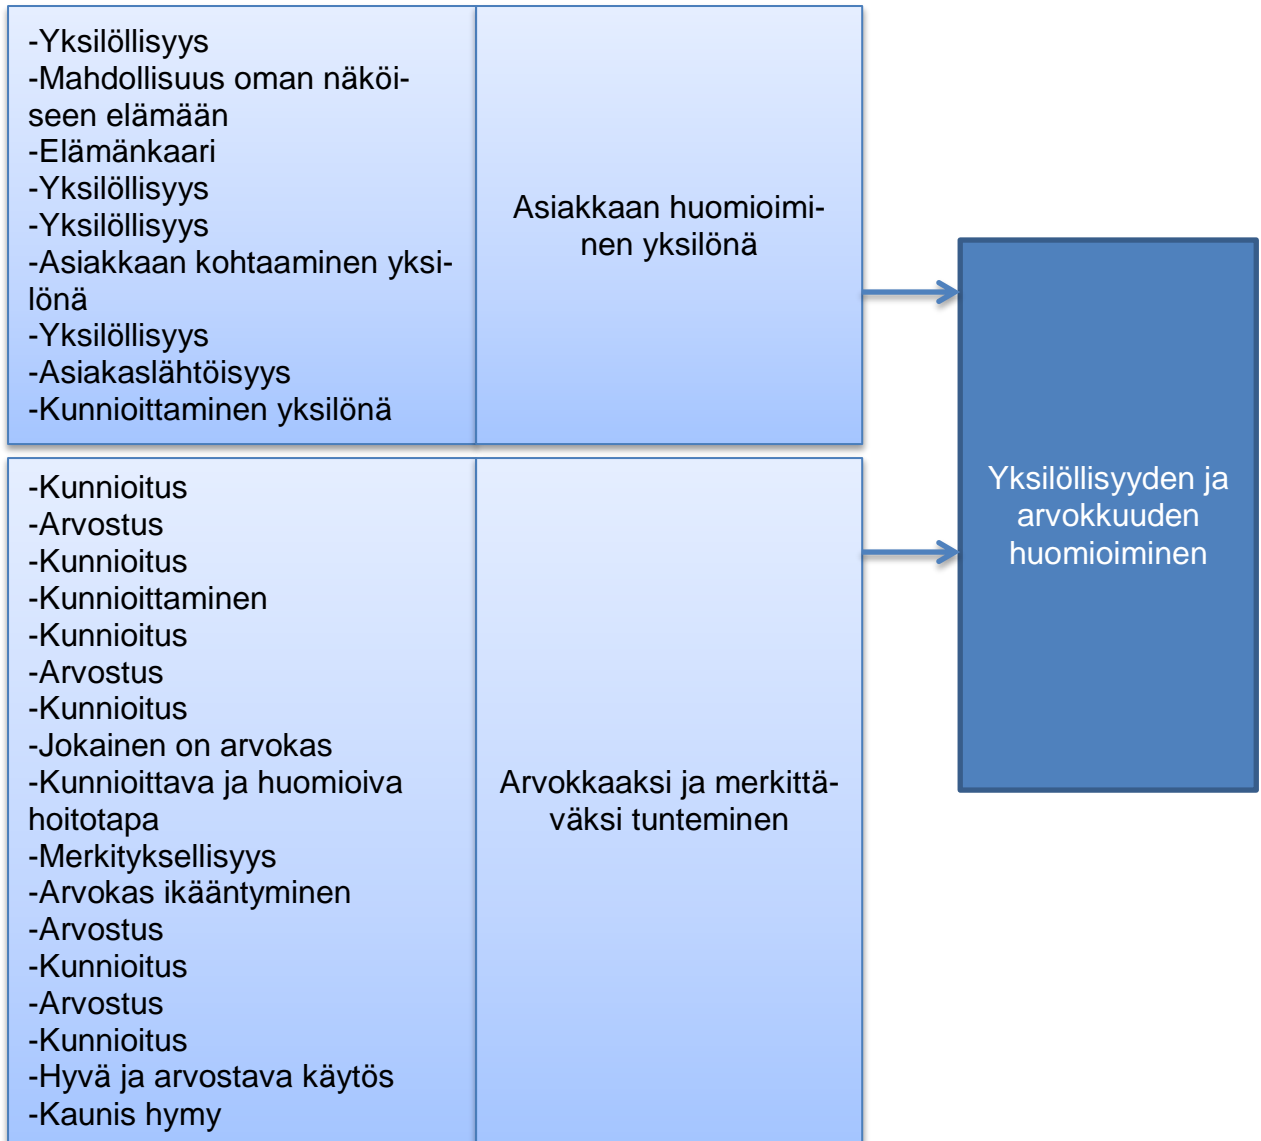 -Yksilöllisyys
-Mahdollisuus oman näköi-
seen elämään
-Elämänkaari
-Yksilöllisyys
-Yksilöllisyys
-Asiakkaan kohtaaminen yksi-
lönä
-Yksilöllisyys
-Asiakaslähtöisyys
-Kunnioittaminen yksilönä
Asiakkaan huomioimi-
nen yksilönä
-Kunnioitus
-Arvostus
-Kunnioitus
-Kunnioittaminen
-Kunnioitus
-Arvostus
-Kunnioitus
-Jokainen on arvokas
-Kunnioittava ja huomioiva
hoitotapa
-Merkityksellisyys
-Arvokas ikääntyminen
-Arvostus
-Kunnioitus
-Arvostus
-Kunnioitus
-Hyvä ja arvostava käytös
-Kaunis hymy
Arvokkaaksi ja merkittä-
väksi tunteminen
Yksilöllisyyden ja
arvokkuuden
huomioiminen